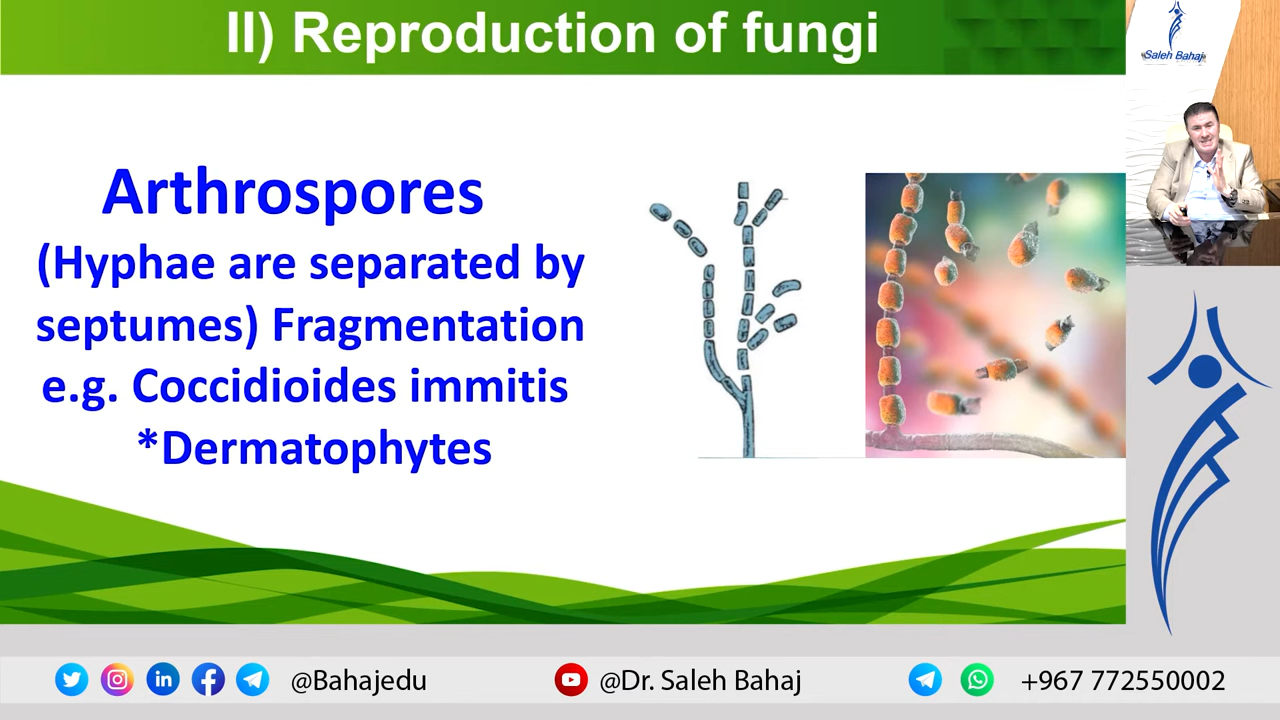 II) Reproduction of fungi
Saleh Bahaj
Arthrospores
(Hyphae are separated by
septumes) Fragmentation
e.g. Coccidioides immitis
*Dermatophytes
@Bahajedu
@Dr. Saleh Bahaj
+967 772550002